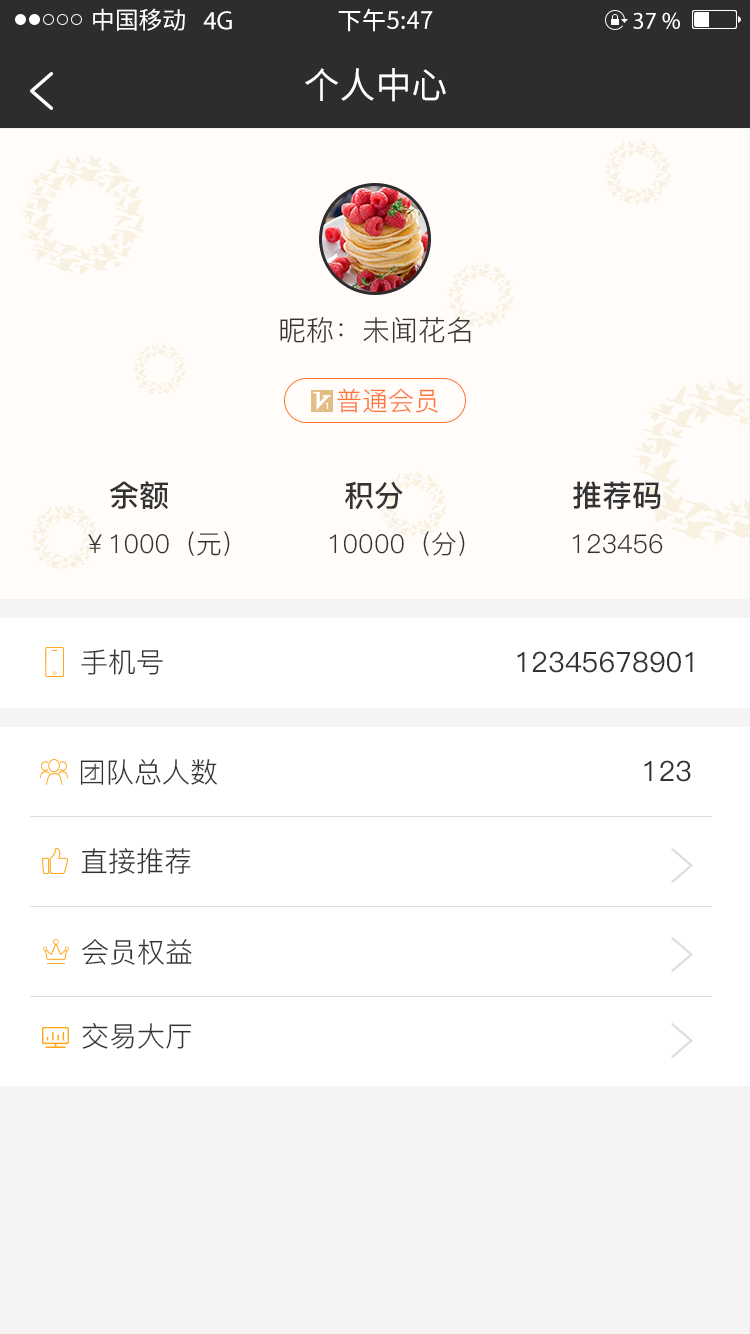 中国移动 4G 下午5:47 37 %
个人中心
昵称：未闻花名
V1 普通会员
余额 积分 推荐码
￥1000（元） 10000（分） 123456
手机号 12345678901
团队总人数 123
直接推荐
会员权益
交易大厅